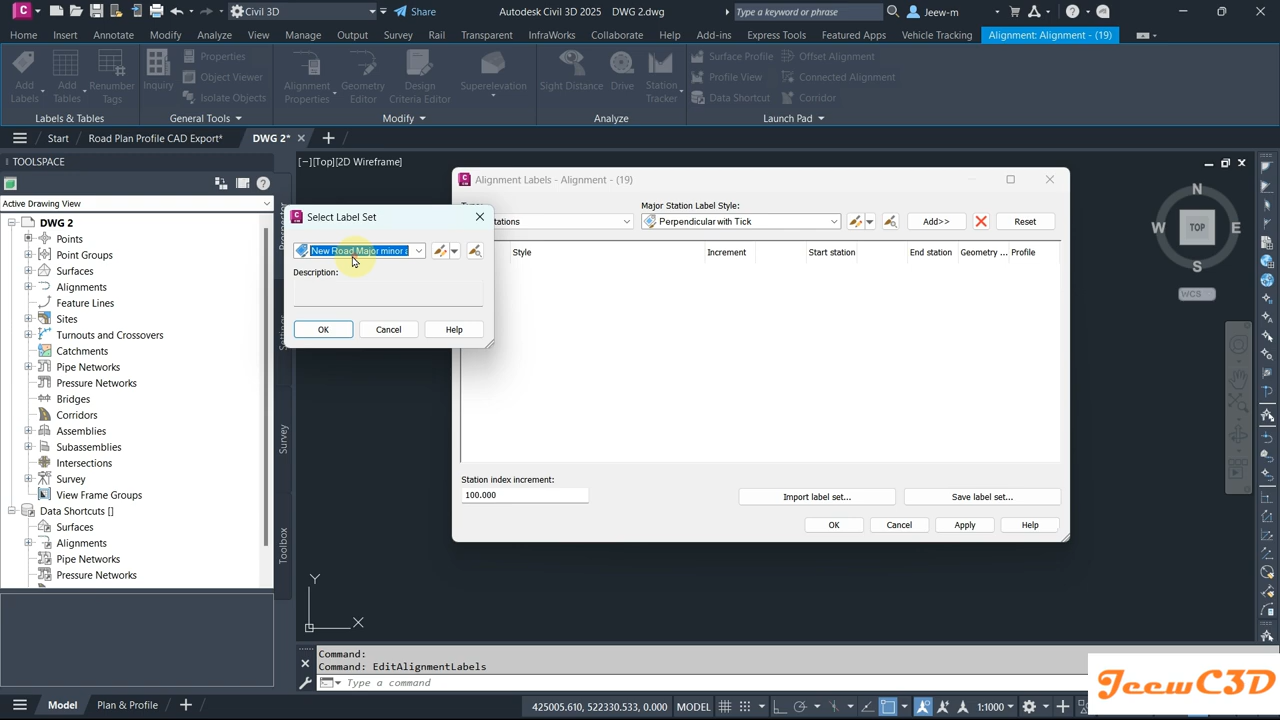 Civil 3D
Share
Autodesk Civil 3D 2025 DWG 2.dwg
Type a keyword or phrase
Jeew-m
Home Insert Annotate Modify Analyze View Manage Output Survey Rail Transparent InfraWorks Collaborate Help Add-ins Express Tools Featured Apps Vehicle Tracking Alignment: Alignment - (19)
Add Labels
Add Tables
Renumber Tags
Inquiry
Properties
Object Viewer
Isolate Objects
Alignment Properties
Geometry Editor
Design Criteria Editor
Superelevation
Sight Distance
Drive
Station Tracker
Surface Profile
Profile View
Data Shortcut
Offset Alignment
Connected Alignment
Corridor
Labels & Tables General Tools Modify Analyze Launch Pad
Start Road Plan Profile CAD Export* DWG 2*
TOOLSPACE
Active Drawing View
DWG 2
Points
Point Groups
Surfaces
Alignments
Feature Lines
Sites
Turnouts and Crossovers
Catchments
Pipe Networks
Pressure Networks
Bridges
Corridors
Assemblies
Subassemblies
Intersections
Survey
View Frame Groups
Data Shortcuts []
Surfaces
Alignments
Pipe Networks
Pressure Networks
Survey
Toolbox
[−][Top][2D Wireframe]
Select Label Set
New Road Major minor
Description:
OK Cancel Help
Alignment Labels - Alignment - (19)
Major Station Label Style:
Perpendicular with Tick
Add>> Reset
Style Increment Start station End station Geometry ... Profile
Station index increment:
100.000
Import label set... Save label set...
OK Cancel Apply Help
N
W TOP E
S
WCS
Y
X
Command:
Command: EditAlignmentLabels
Type a command
Model Plan & Profile
425005.610, 522330.533, 0.000 MODEL 1:1000
JeewC3D